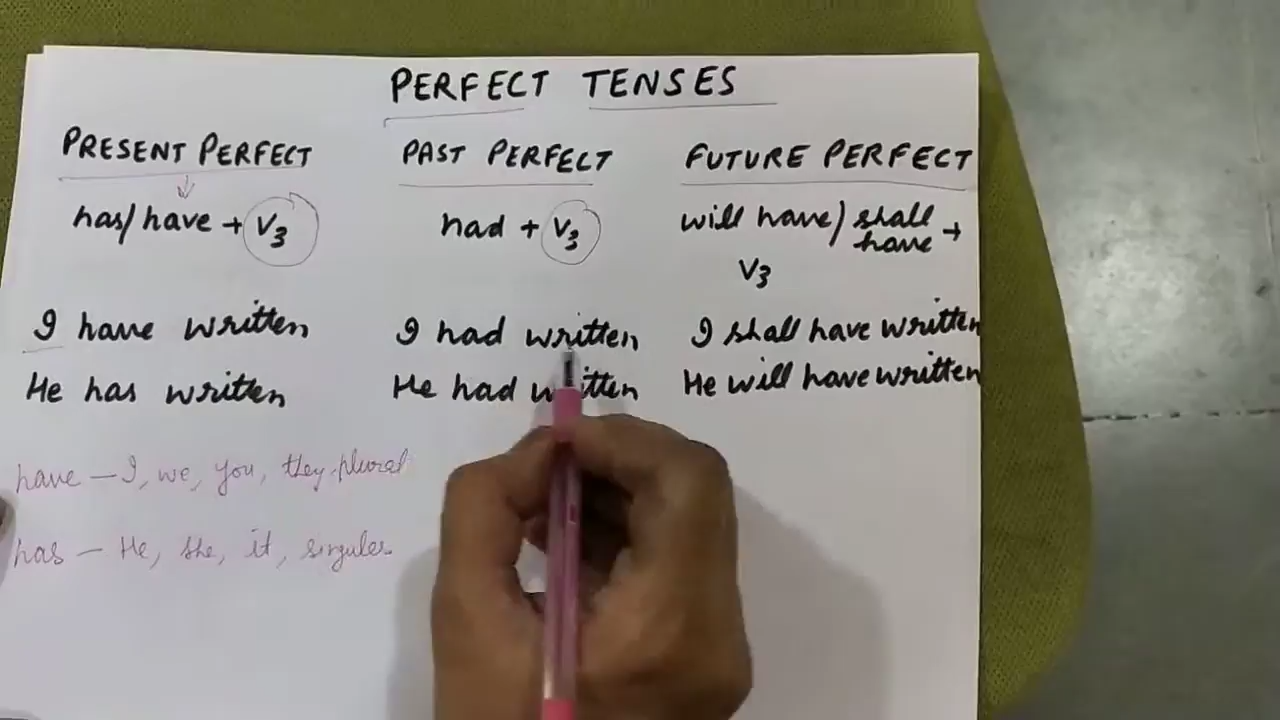 PERFECT TENSES
PRESENT PERFECT
has/have + V3
I have written
He has written
have — I, we, you, they, plural
has — He, she, it, singular
PAST PERFECT
had + V3
I had written
He had written
FUTURE PERFECT
will have/ shall have +
V3
I shall have written
He will have written